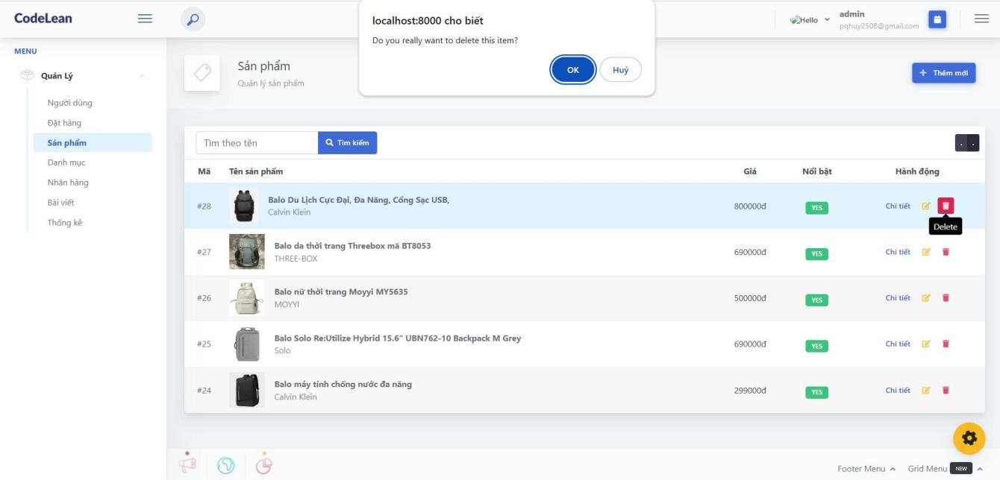 CodeLean
localhost:8000 cho biết
Do you really want to delete this item?
OK
Huỷ
Hello
admin
pqhuy2508@gmail.com
MENU
Quản Lý
Người dùng
Đặt hàng
Sản phẩm
Danh mục
Nhãn hàng
Bài viết
Thống kê
Sản phẩm
Quản lý sản phẩm
Thêm mới
Tìm theo tên
Tìm kiếm
Mã Tên sản phẩm Giá Nổi bật Hành động
#28 Balo Du Lịch Cực Đại, Đa Năng, Cổng Sạc USB, 800000đ YES Chi tiết
Calvin Klein
Delete
#27 Balo da thời trang Threebox mã BT8053 690000đ YES Chi tiết
THREE-BOX
#26 Balo nữ thời trang Moyyi MY5635 500000đ YES Chi tiết
MOYYI
#25 Balo Solo Re:Utilize Hybrid 15.6" UBN762-10 Backpack M Grey 690000đ YES Chi tiết
Solo
#24 Balo máy tính chống nước đa năng 299000đ YES Chi tiết
Calvin Klein
Footer Menu
Grid Menu NEW